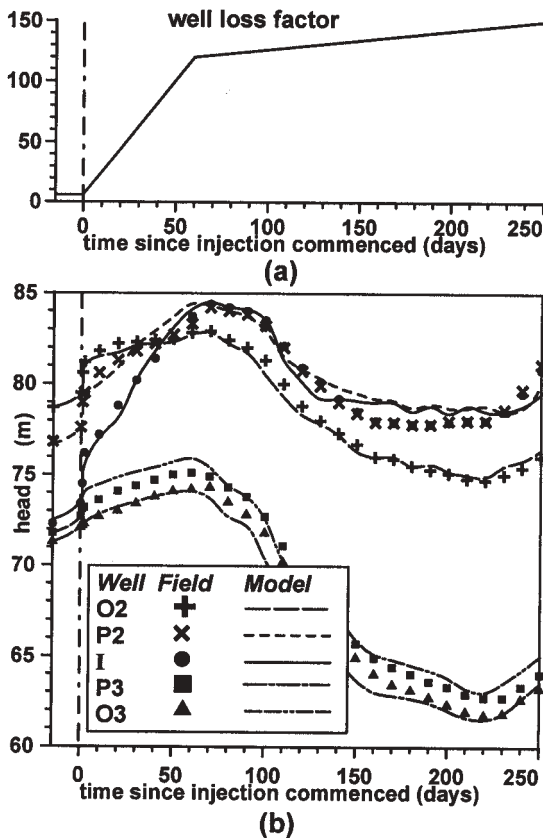 well loss factor
150
100
50
0
0 50 100 150 200 250
time since injection commenced (days)
(a)
85
80
75
70
65
60
head (m)
Well Field Model
O2
P2
I
P3
O3
0 50 100 150 200 250
time since injection commenced (days)
(b)